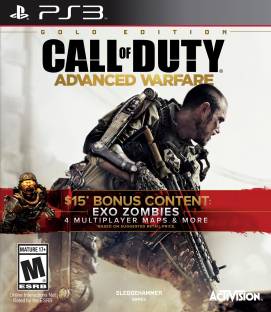 PS3
GOLD EDITION
CALL OF DUTY
ADVANCED WARFARE
$15* BONUS CONTENT:
EXO ZOMBIES
4 MULTIPLAYER MAPS & MORE
*BASED ON SUGGESTED RETAIL PRICE.
MATURE 17+
M
ESRB
SLEDGEHAMMER
GAMES
ACTIVISION